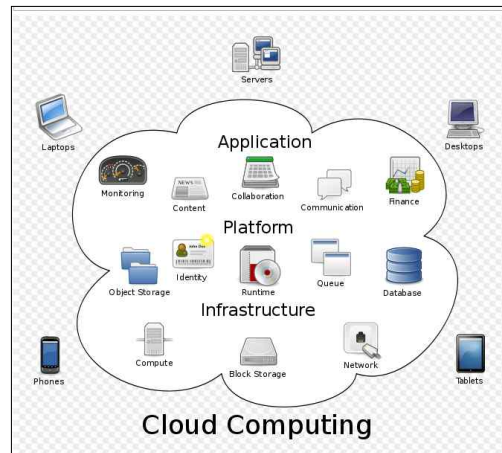 Servers
Laptops
Desktops
Application
Monitoring
NEWS
Content
Collaboration
Communication
Finance
Platform
Object Storage
Identity
Runtime
Queue
Database
Infrastructure
Compute
Block Storage
Network
Phones
Tablets
Cloud Computing